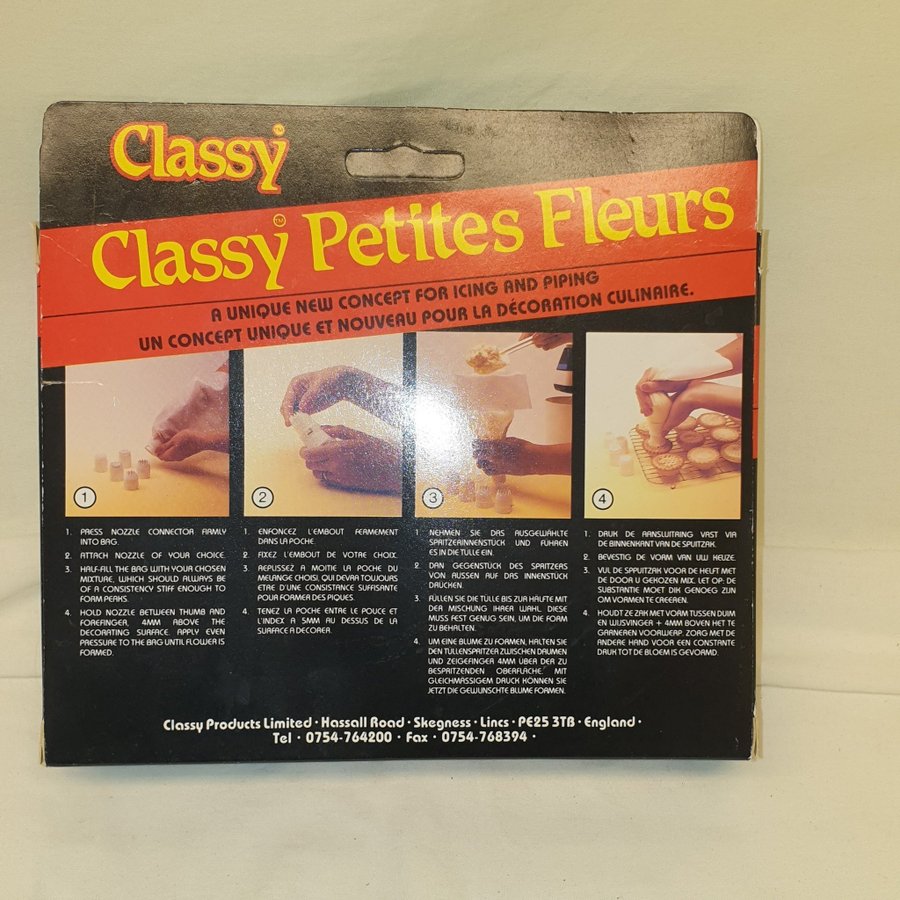 Classy™
Classy™ Petites Fleurs
A UNIQUE NEW CONCEPT FOR ICING AND PIPING
UN CONCEPT UNIQUE ET NOUVEAU POUR LA DÉCORATION CULINAIRE.
1
2
3
4
1. PRESS NOZZLE CONNECTOR FIRMLY
INTO BAG.
2. ATTACH NOZZLE OF YOUR CHOICE.
3. HALF-FILL THE BAG WITH YOUR CHOSEN
MIXTURE, WHICH SHOULD ALWAYS BE
OF A CONSISTENCY STIFF ENOUGH TO
FORM PEAKS.
4. HOLD NOZZLE BETWEEN THUMB AND
FOREFINGER, 4MM ABOVE THE
DECORATING SURFACE. APPLY EVEN
PRESSURE TO THE BAG UNTIL FLOWER IS
FORMED.
1. ENFONCEZ L'EMBOUT FERMEMENT
DANS LA POCHE.
2. FIXEZ L'EMBOUT DE VOTRE CHOIX.
3. REPLISSEZ A MOITIE LA POCHE DU
MELANGE CHOISI, QUI DEVRA TOUJOURS
ETRE D'UNE CONSISTANCE SUFFISANTE
POUR FORMER DES PIQUES.
4. TENEZ LA POCHE ENTRE LE POUCE ET
L'INDEX A 5MM AU DESSUS DE LA
SURFACE A DECORER.
1. NEHMEN SIE DAS AUSGEWÄHLTE
SPRITZERINNENSTÜCK UND FÜHREN
ES IN DIE TÜLLE EIN.
2. DAN GEGENSTÜCK DES SPRITZERS
VON AUSSEN AUF DAS INNENSTÜCK
DRÜCKEN.
3. FÜLLEN SIE DIE TÜLLE BIS ZUR HÄLFTE MIT
DER MISCHUNG IHRER WAHL. DIESE
MUSS FEST GENUG SEIN, UM DIE FORM
ZU BEHALTEN.
4. UM EINE BLUME ZU FORMEN, HALTEN SIE
DEN TÜLLENSPRITZER ZWISCHEN DAUMEN
UND ZEIGEFINGER 4MM ÜBER DER ZU
BESPRITZENDEN OBERFLÄCHE. MIT
GLEICHMÄSSIGEM DRUCK KÖNNEN SIE
JETZT DIE GEWUNSCHTE BLUME FORMEN.
1. DRUK DE AANSLUITRING VAST VIA
DE BINNENKANT VAN DE SPUITZAK.
2. BEVESTIG DE VORM VAN UW KEUZE.
3. VUL DE SPPUITZAK VOOR DE HELFT MET
DE DOOR U GEKOZEN MIX. LET OP: DE
SUBSTANTIE MOET DIK GENOEG ZIJN
OM VORMEN TE CREËREN.
4. HOUDT ZE ZAK MET VORM TUSSEN DUIM
EN WIJSVINGER + 4MM BOVEN HET TE
GARNEREN VOORWERP. ZORG MET DE
ANDERE HAND VOOR EEN CONSTANTE
DRUK TOT DE BLOEM IS GEVORMD.
Classy Products Limited · Hassall Road · Skegness · Lincs · PE25 3TB · England ·
Tel · 0754-764200 · Fax · 0754-768394 ·